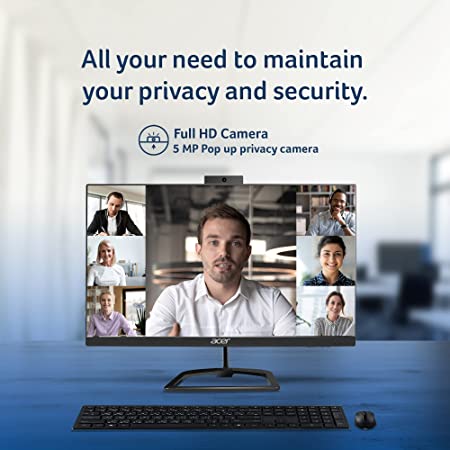 All your need to maintain
your privacy and security.
Full HD Camera
5 MP Pop up privacy camera
acer